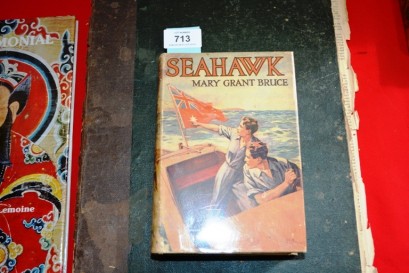 713
SEAHAWK
MARY GRANT BRUCE
MONIAL
Lemoine